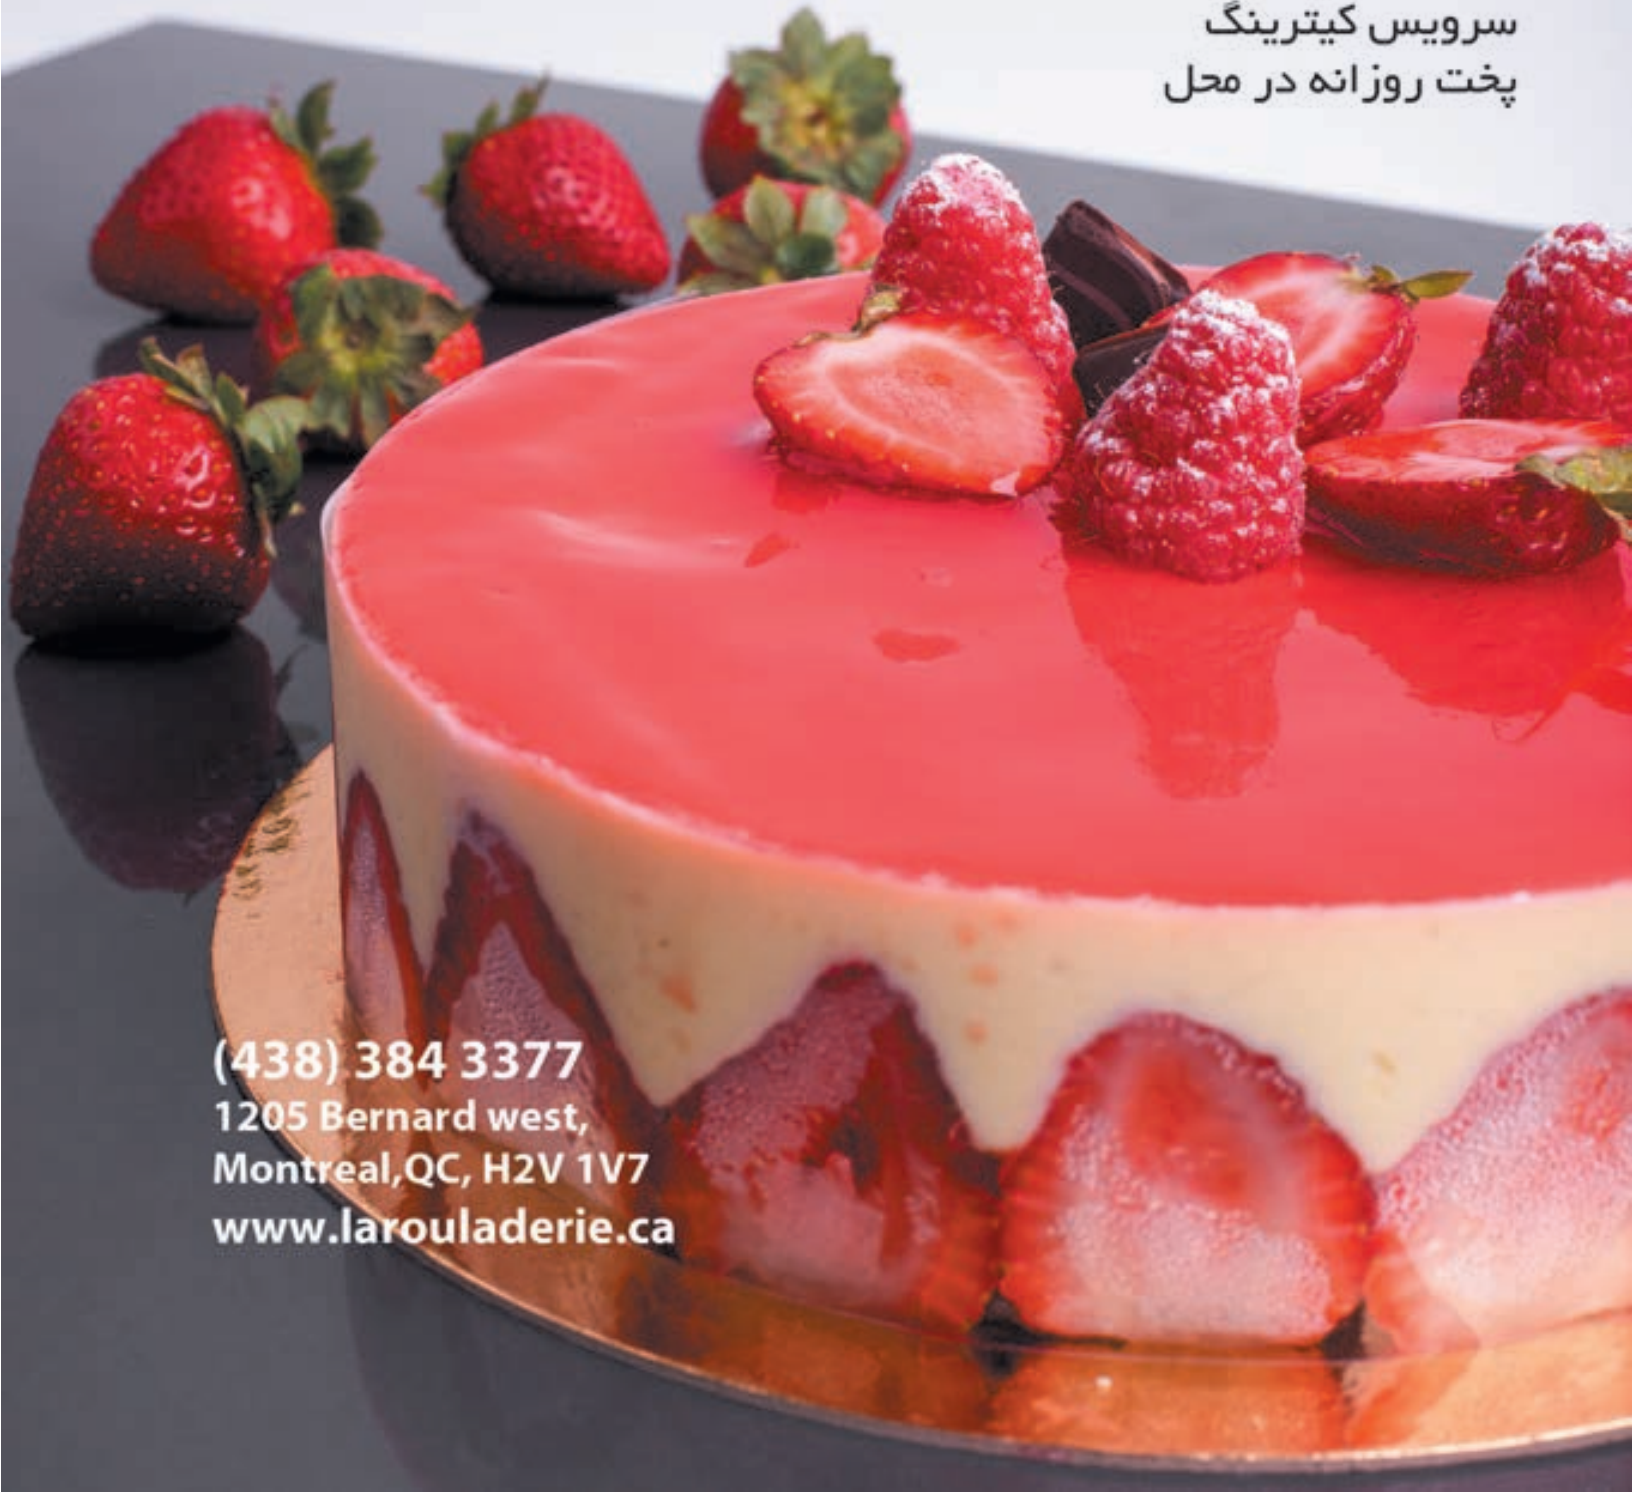 سرویس کیترینگ
پخت روزانه در محل
(438) 384 3377
1205 Bernard west,
Montreal,QC, H2V 1V7
www.larouladerie.ca